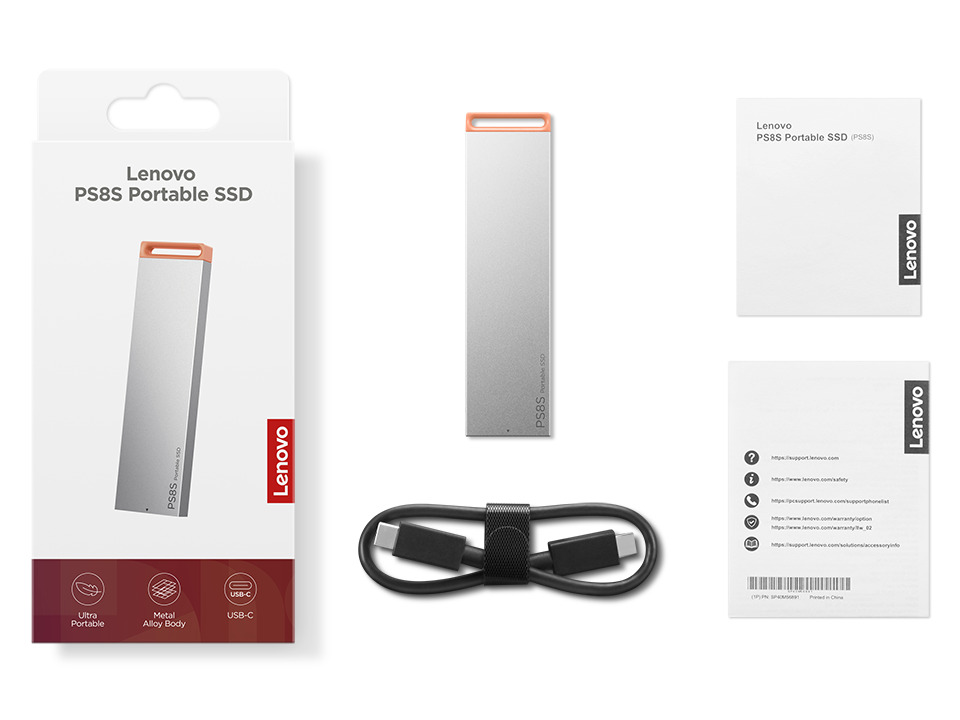 Lenovo
PS8S Portable SSD
PS8S Portable SSD
Lenovo
Ultra
Portable
Metal
Alloy Body
USB-C
USB-C
PS8S Portable SSD
Lenovo
PS8S Portable SSD (PS8S)
Lenovo
Lenovo
?
https://support.lenovo.com
i
https://www.lenovo.com/safety
https://pcsupport.lenovo.com/supportphonelist
https://www.lenovo.com/warranty/option
https://www.lenovo.com/warranty/llw_02
https://support.lenovo.com/solutions/accessoryinfo
Printed in China